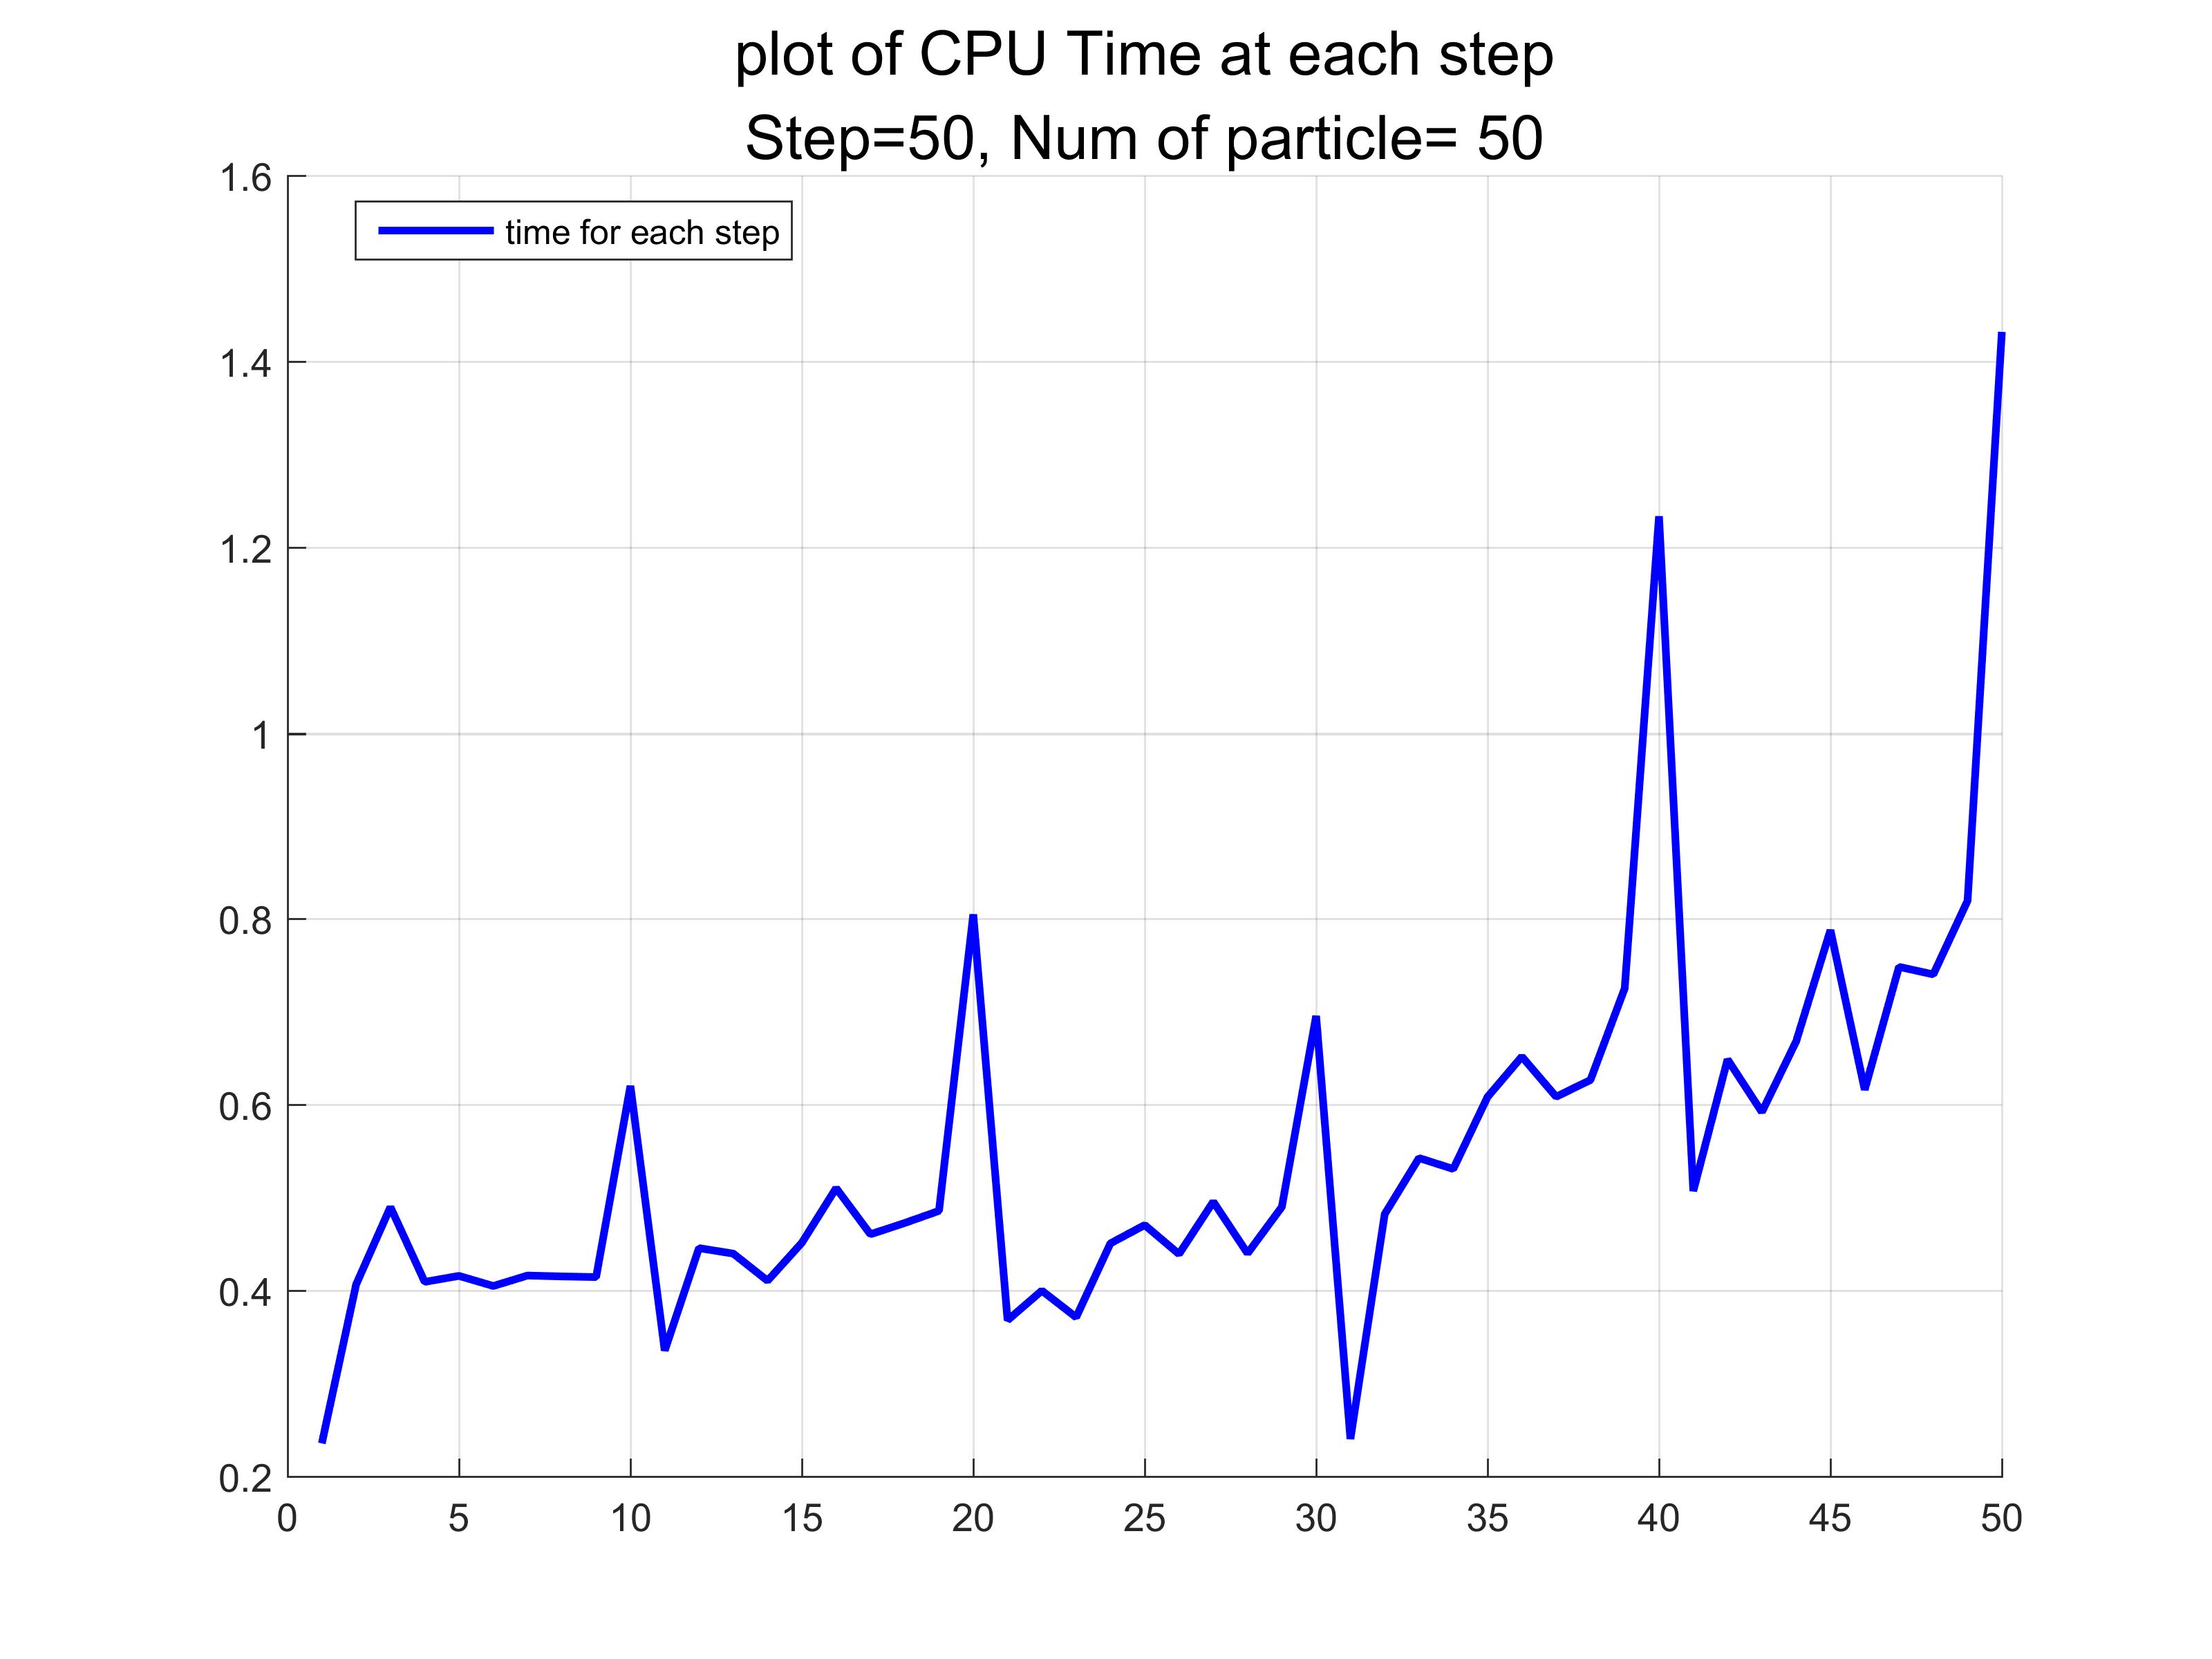 plot of CPU Time at each step
Step=50, Num of particle= 50
time for each step
1.6
1.4
1.2
1
0.8
0.6
0.4
0.2
0 5 10 15 20 25 30 35 40 45 50